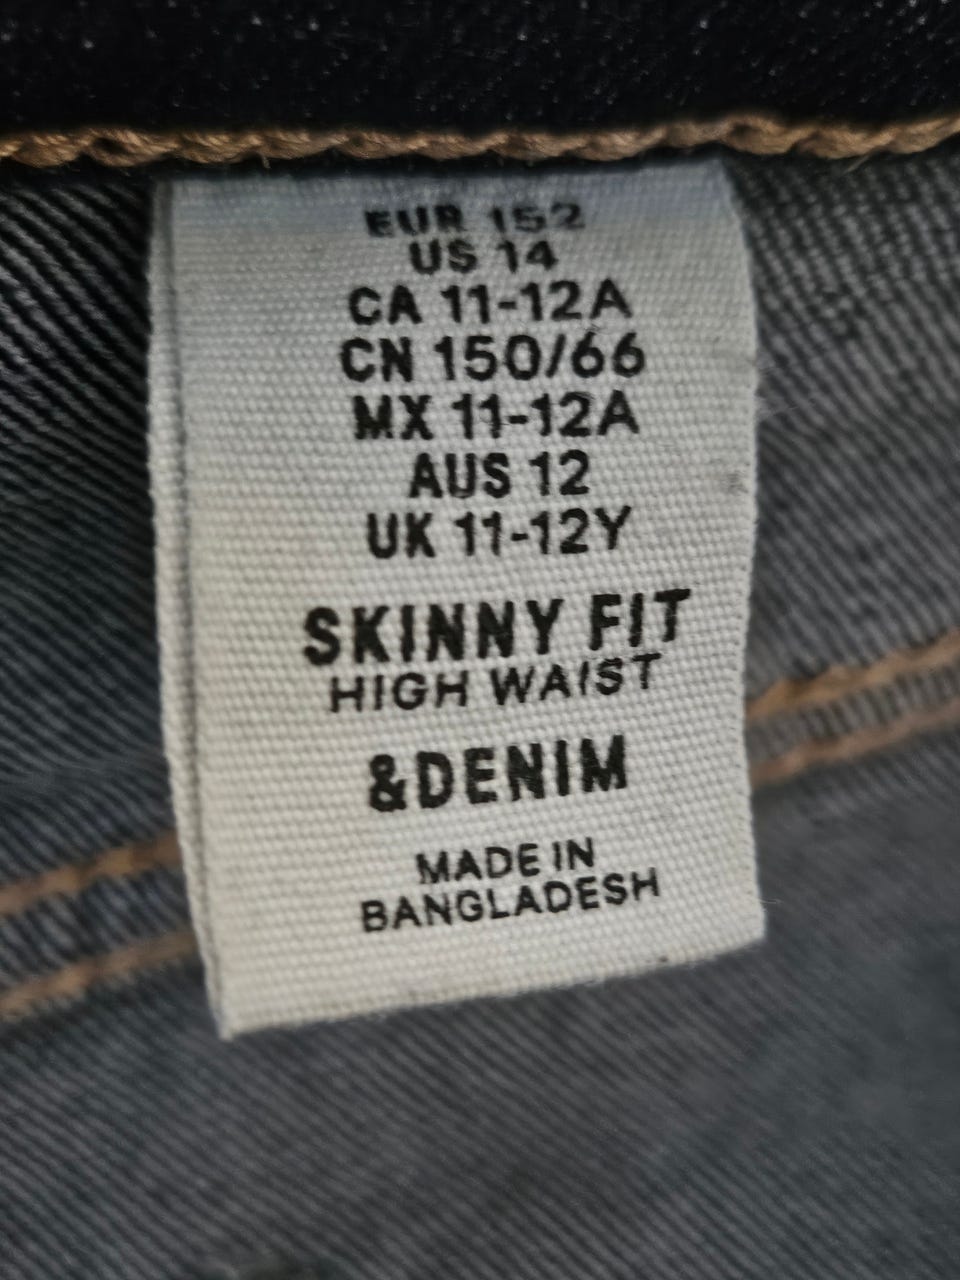 EUR 152
US 14
CA 11-12A
CN 150/66
MX 11-12A
AUS 12
UK 11-12Y
SKINNY FIT
HIGH WAIST
&DENIM
MADE IN
BANGLADESH